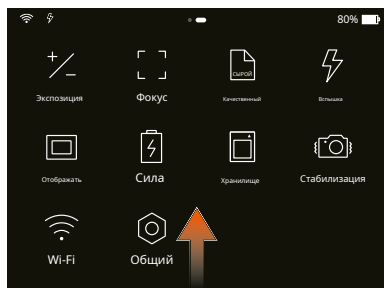 80%
СЫРОЙ
Экспозиция Фокус Качественный Вспышка
Отображать Сила Хранилище Стабилизация
Wi-Fi Общий